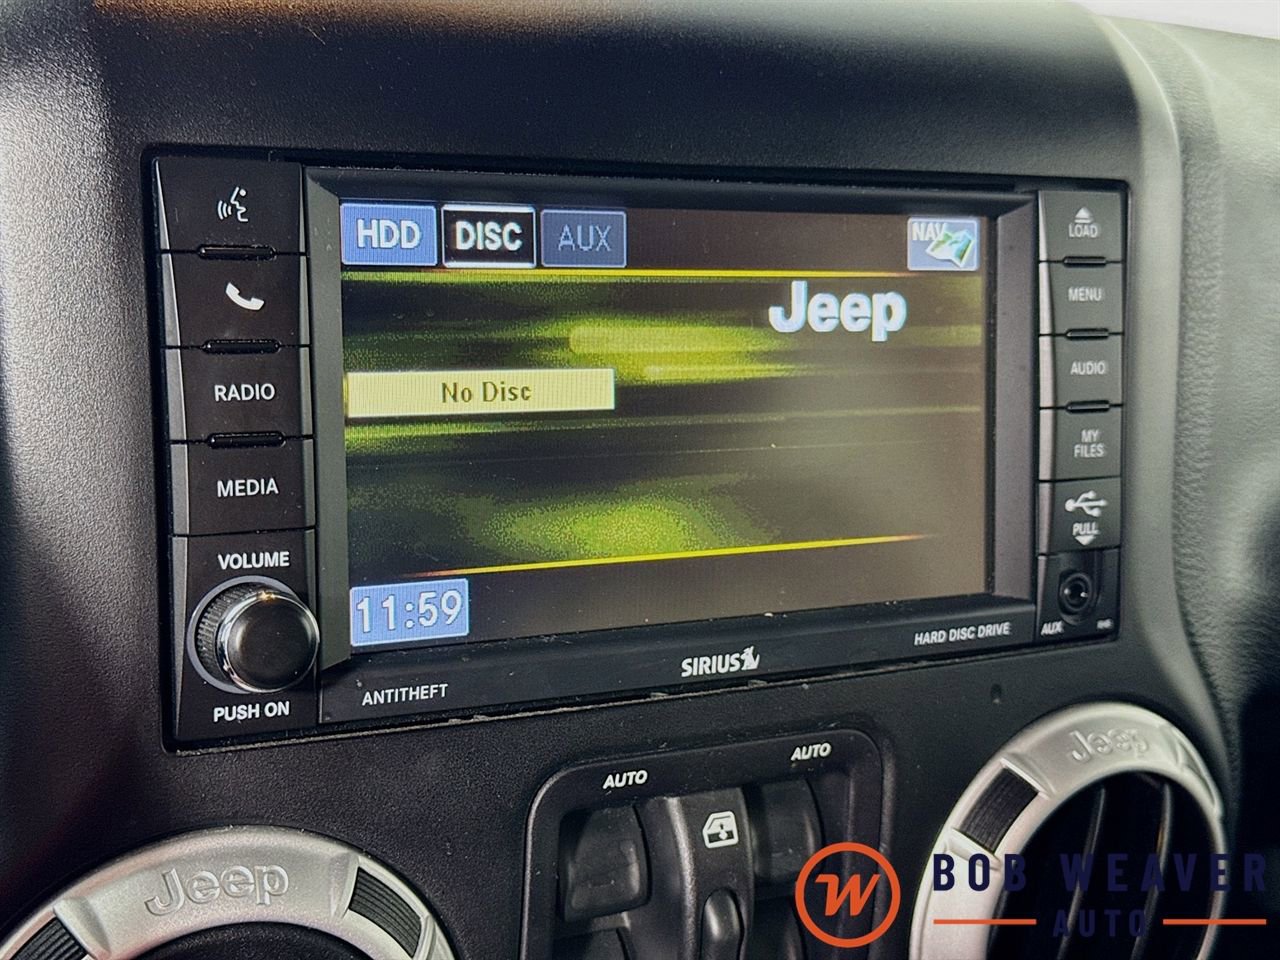 HDD DISC AUX NAV
Jeep
No Disc
11:59
RADIO
MEDIA
VOLUME
PUSH ON
ANTITHEFT
SIRIUS
HARD DISC DRIVE
LOAD
MENU
AUDIO
MY
FILES
PULL
AUX
AUTO
AUTO
Jeep
Jeep
BOB WEAVER
AUTO